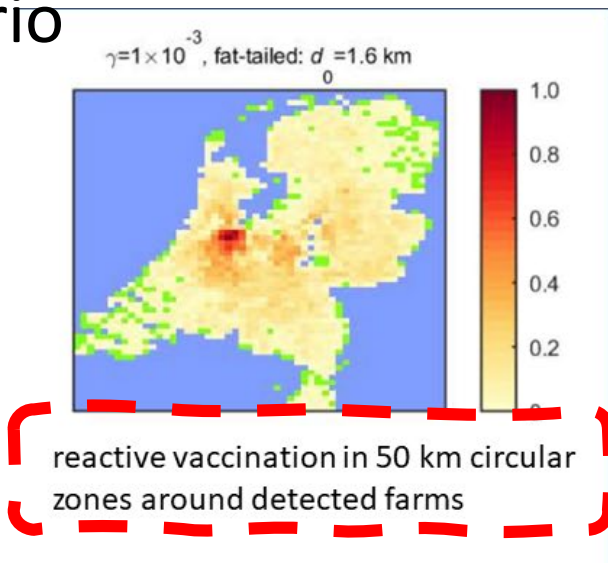 rio
γ=1×10⁻³, fat-tailed: d₀=1.6 km
1.0
0.8
0.6
0.4
0.2
reactive vaccination in 50 km circular
zones around detected farms